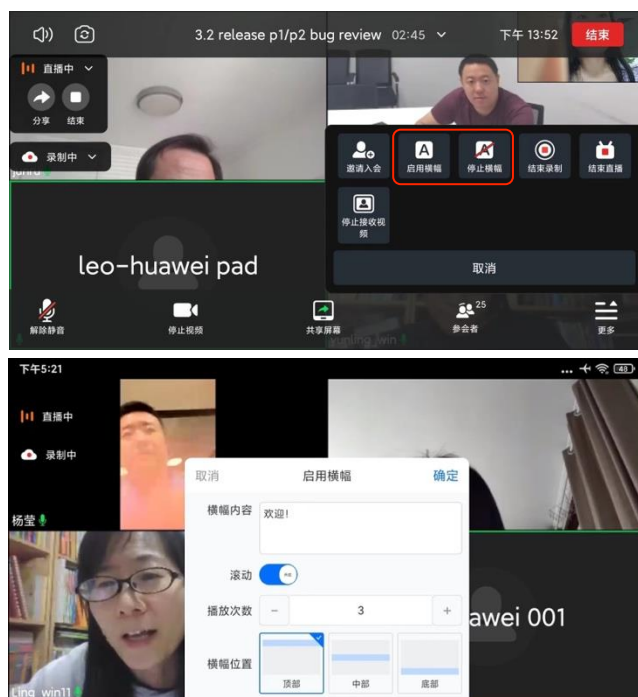 3.2 release p1/p2 bug review 02:45 下午 13:52 结束
直播中
分享 结束
录制中
junru
邀请入会 启用横幅 停止横幅 结束录制 结束直播
停止接收视
频
leo-huawei pad
取消
25
解除静音 停止视频 共享屏幕 参会者 更多
yunling_win
下午5:21 48
直播中
录制中
取消 启用横幅 确定
横幅内容 欢迎!
杨莹
滚动
播放次数 - 3 +
awei 001
横幅位置
顶部 中部 底部
Ling_win11